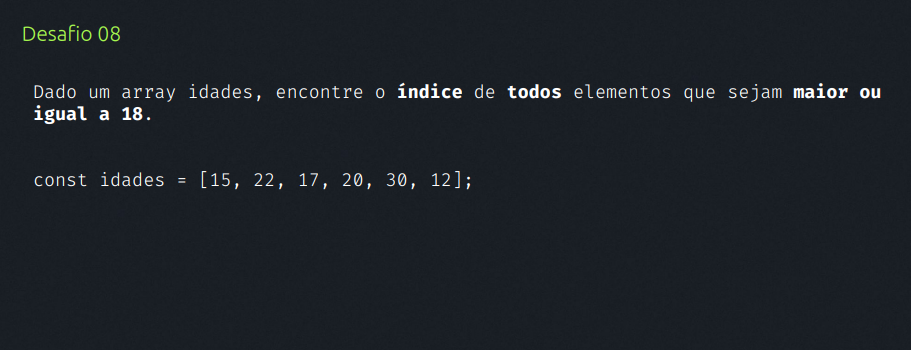 Desafio 08
Dado um array idades, encontre o índice de todos elementos que sejam maior ou
igual a 18.
const idades = [15, 22, 17, 20, 30, 12];